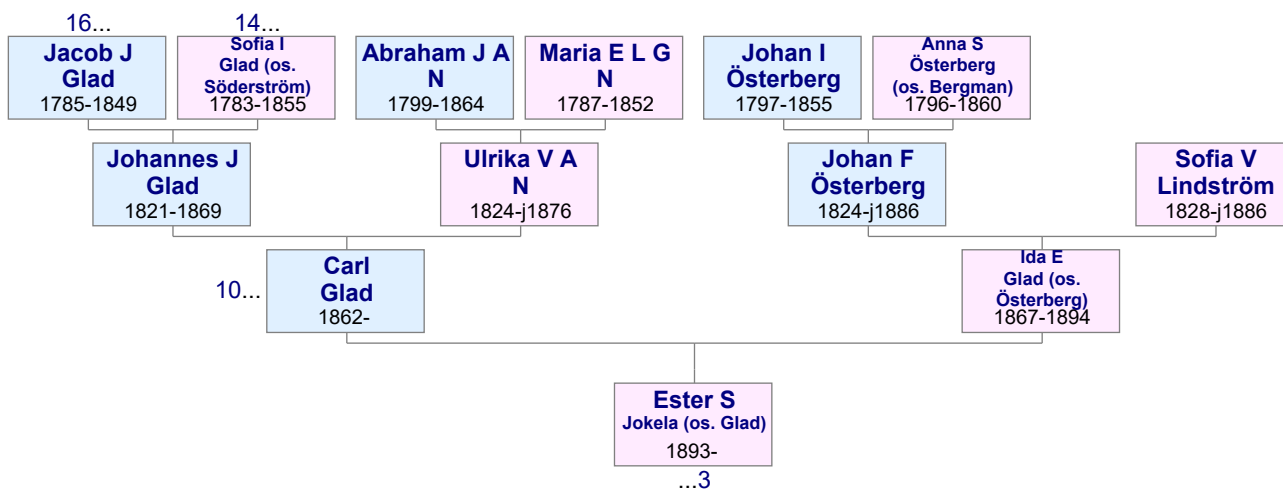 16...
14...
Jacob J
Glad
1785-1849
Sofia I
Glad (os.
Söderström)
1783-1855
Abraham J A
N
1799-1864
Maria E L G
N
1787-1852
Johan I
Österberg
1797-1855
Anna S
Österberg
(os. Bergman)
1796-1860
Johannes J
Glad
1821-1869
Ulrika V A
N
1824-j1876
Johan F
Österberg
1824-j1886
Sofia V
Lindström
1828-j1886
10...
Carl
Glad
1862-
Ida E
Glad (os.
Österberg)
1867-1894
Ester S
Jokela (os. Glad)
1893-
...3